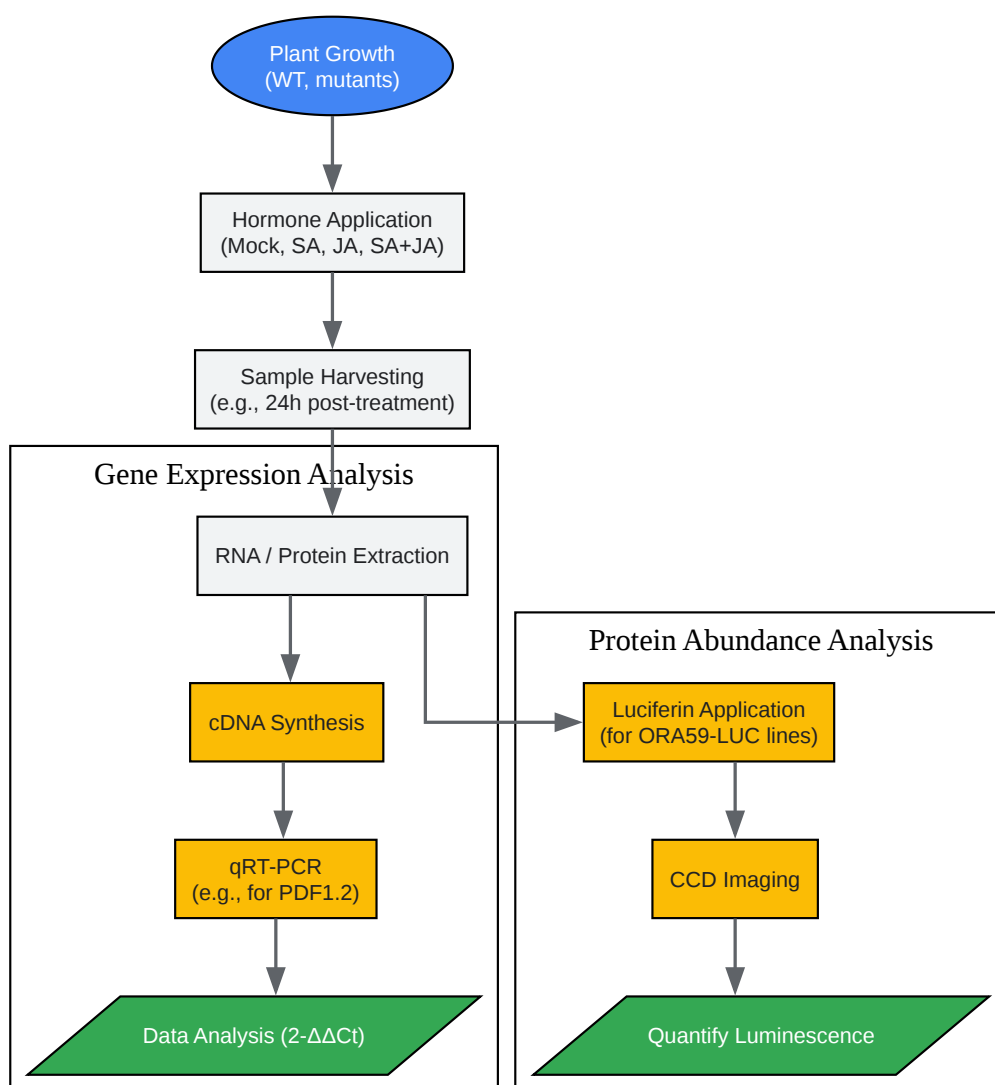 Plant Growth
(WT, mutants)
Hormone Application
(Mock, SA, JA, SA+JA)
Sample Harvesting
(e.g., 24h post-treatment)
Gene Expression Analysis
RNA / Protein Extraction
cDNA Synthesis
qRT-PCR
(e.g., for PDF1.2)
Data Analysis (2-ΔΔCt)
Protein Abundance Analysis
Luciferin Application
(for ORA59-LUC lines)
CCD Imaging
Quantify Luminescence